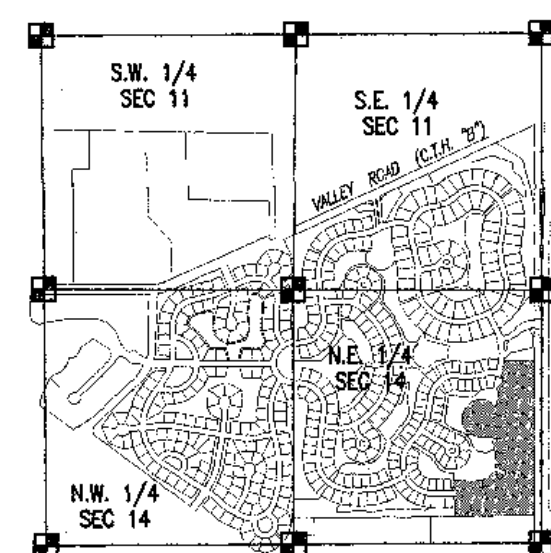 S.W. 1/4
SEC 11
S.E. 1/4
SEC 11
VALLEY ROAD (C.T.H. "B")
N.E. 1/4
SEC 14
N.W. 1/4
SEC 14